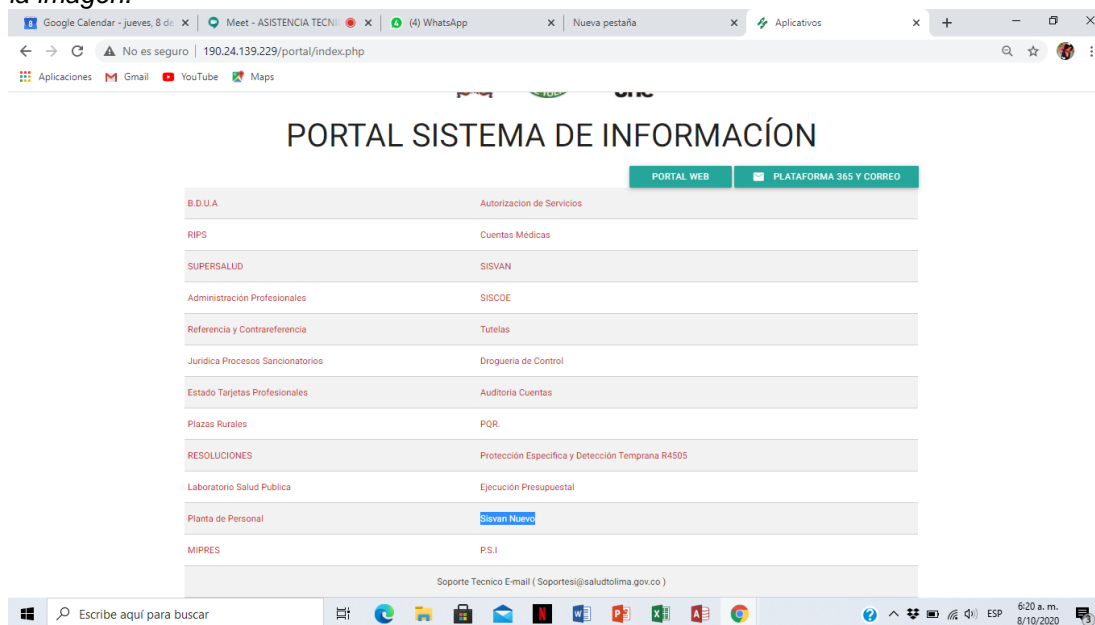 la imagen.
Google Calendar - jueves, 8 de
Meet - ASISTENCIA TECNI
(4) WhatsApp
Nueva pestaña
Aplicativos
No es seguro | 190.24.139.229/portal/index.php
Aplicaciones Gmail YouTube Maps
PORTAL SISTEMA DE INFORMACÍON
PORTAL WEB PLATAFORMA 365 Y CORREO
B.D.U.A Autorizacion de Servicios
RIPS Cuentas Médicas
SUPERSALUD SISVAN
Administración Profesionales SISCOE
Referencia y Contrareferencia Tutelas
Juridica Procesos Sancionatorios Drogueria de Control
Estado Tarjetas Profesionales Auditoria Cuentas
Plazas Rurales PQR.
RESOLUCIONES Protección Especifica y Detección Temprana R4505
Laboratorio Salud Publica Ejecución Presupuestal
Planta de Personal Sisvan Nuevo
MIPRES P.S.I
Soporte Tecnico E-mail ( Soportesi@saludtolima.gov.co )
Escribe aquí para buscar
ESP
6:20 a. m.
8/10/2020